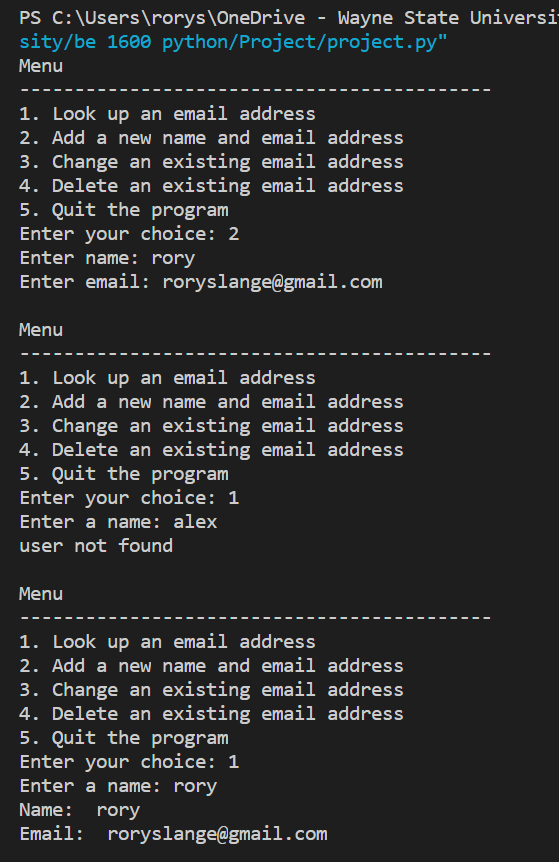 PS C:\Users\rorys\OneDrive - Wayne State Universi
sity/be 1600 python/Project/project.py"
Menu
-------------------------------------------
1. Look up an email address
2. Add a new name and email address
3. Change an existing email address
4. Delete an existing email address
5. Quit the program
Enter your choice: 2
Enter name: rory
Enter email: roryslange@gmail.com

Menu
-------------------------------------------
1. Look up an email address
2. Add a new name and email address
3. Change an existing email address
4. Delete an existing email address
5. Quit the program
Enter your choice: 1
Enter a name: alex
user not found

Menu
-------------------------------------------
1. Look up an email address
2. Add a new name and email address
3. Change an existing email address
4. Delete an existing email address
5. Quit the program
Enter your choice: 1
Enter a name: rory
Name:  rory
Email:  roryslange@gmail.com